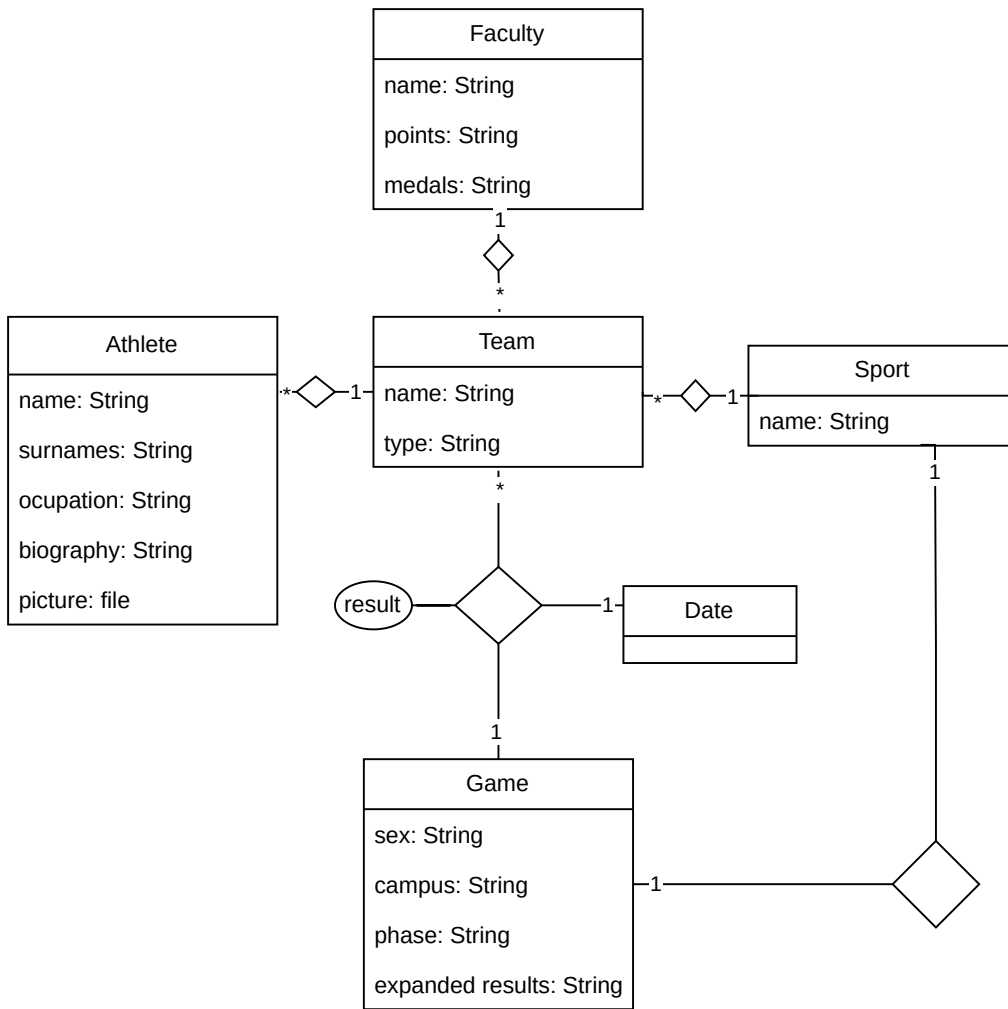 Faculty
name: String
points: String
medals: String
1
*
Athlete
name: String
surnames: String
ocupation: String
biography: String
picture: file
*
1
Team
name: String
type: String
*
1
Sport
name: String
*
1
result
1
Date
1
Game
sex: String
campus: String
phase: String
expanded results: String
1